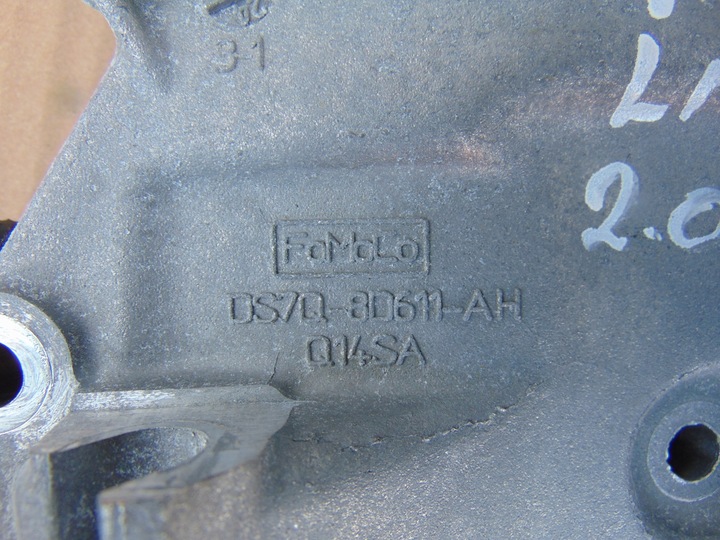 31
FoMoCo
DS7Q-8D611-AH
Q14SA
2.0